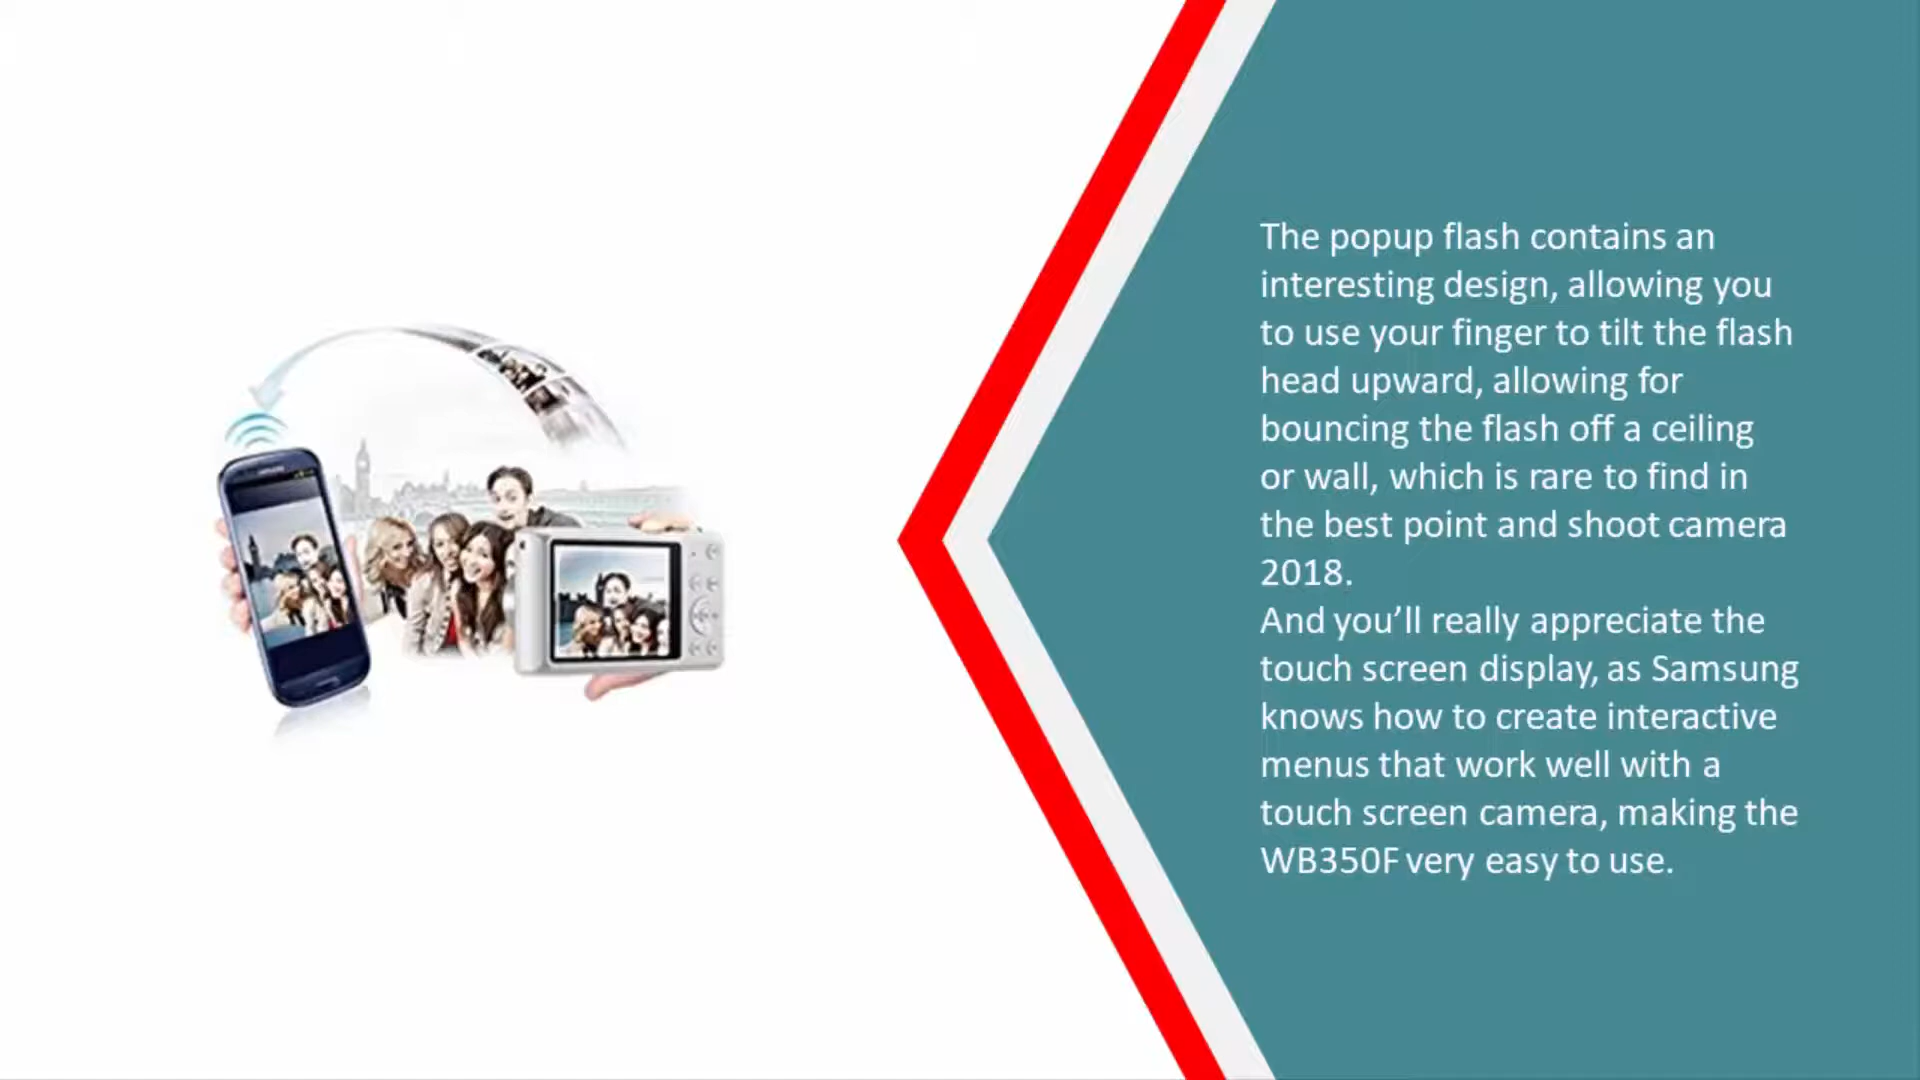 The popup flash contains an
interesting design, allowing you
to use your finger to tilt the flash
head upward, allowing for
bouncing the flash off a ceiling
or wall, which is rare to find in
the best point and shoot camera
2018.
And you’ll really appreciate the
touch screen display, as Samsung
knows how to create interactive
menus that work well with a
touch screen camera, making the
WB350F very easy to use.